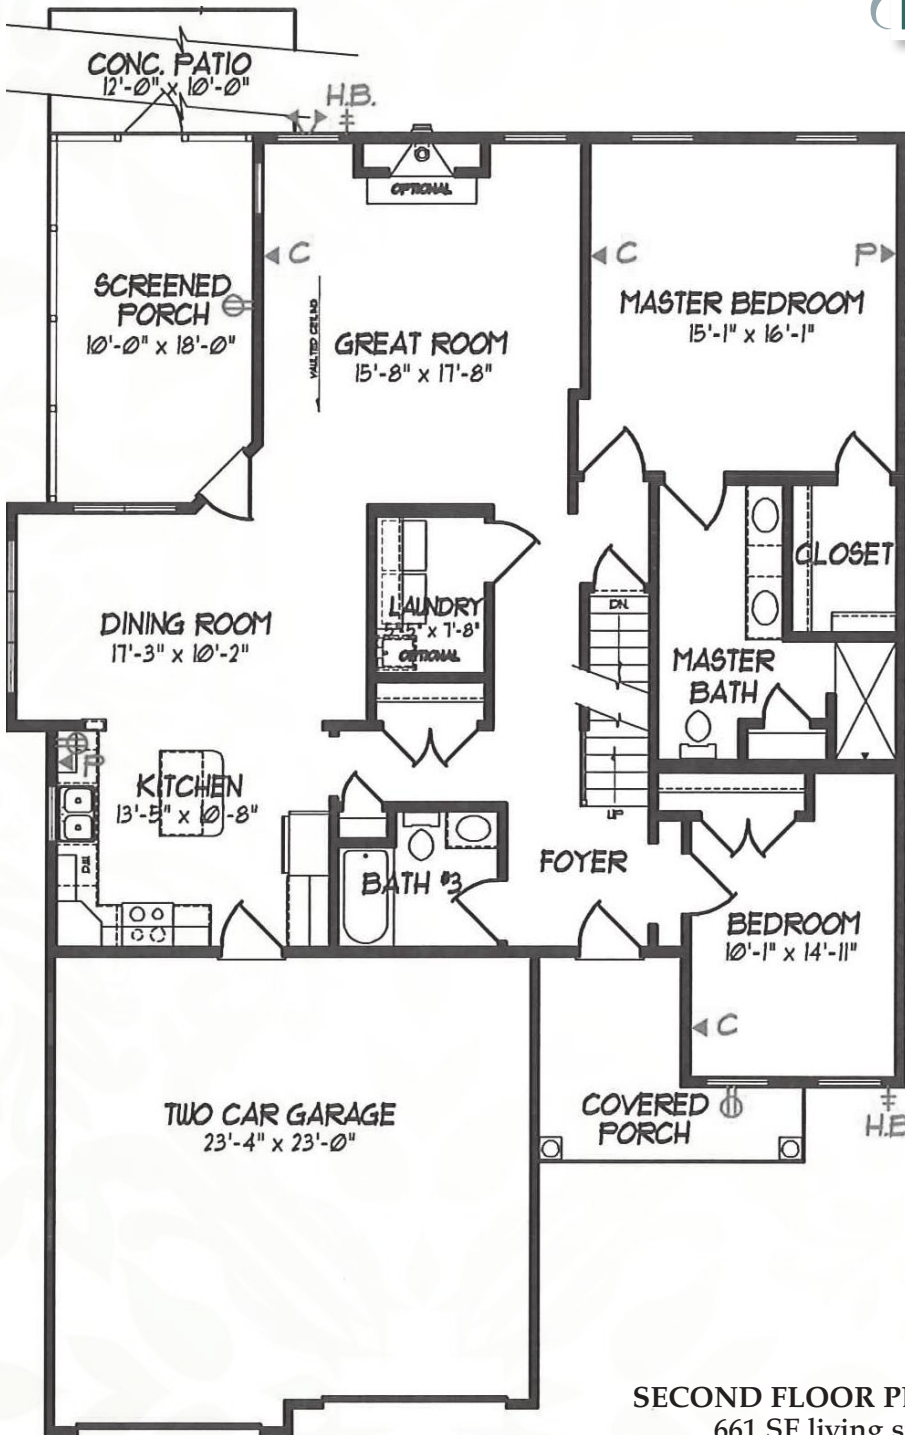 CONC. PATIO
12'-0" x 10'-0"
H.B.
OPTIONAL
C
C
P
SCREENED
PORCH
10'-0" x 18'-0"
VAULTED CEILING
GREAT ROOM
15'-8" x 17'-8"
MASTER BEDROOM
15'-1" x 16'-1"
DINING ROOM
17'-3" x 10'-2"
LAUNDRY
5'-5" x 7'-8"
OPTIONAL
DN.
CLOSET
MASTER
BATH
P
KITCHEN
13'-5" x 10'-8"
UP
BATH #3
FOYER
BEDROOM
10'-1" x 14'-11"
C
TWO CAR GARAGE
23'-4" x 23'-0"
COVERED
PORCH
H.B
SECOND FLOOR
661 SF living